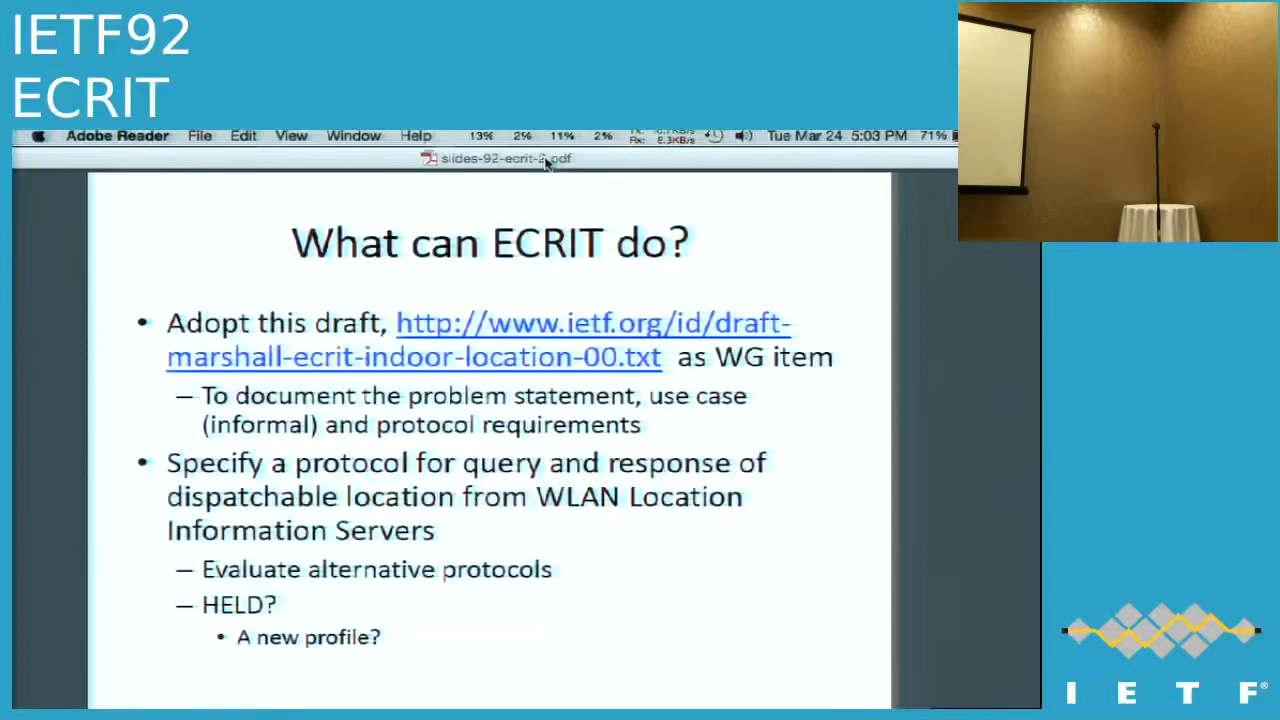 IETF92
ECRIT
Adobe Reader File Edit View Window Help 13% 2% 11% 2% Rx: 8.3KB/s Tue Mar 24 5:03 PM 71%
slides-92-ecrit-2.pdf
What can ECRIT do?
• Adopt this draft, http://www.ietf.org/id/draft-
marshall-ecrit-indoor-location-00.txt as WG item
– To document the problem statement, use case
(informal) and protocol requirements
• Specify a protocol for query and response of
dispatchable location from WLAN Location
Information Servers
– Evaluate alternative protocols
– HELD?
• A new profile?
I E T F®